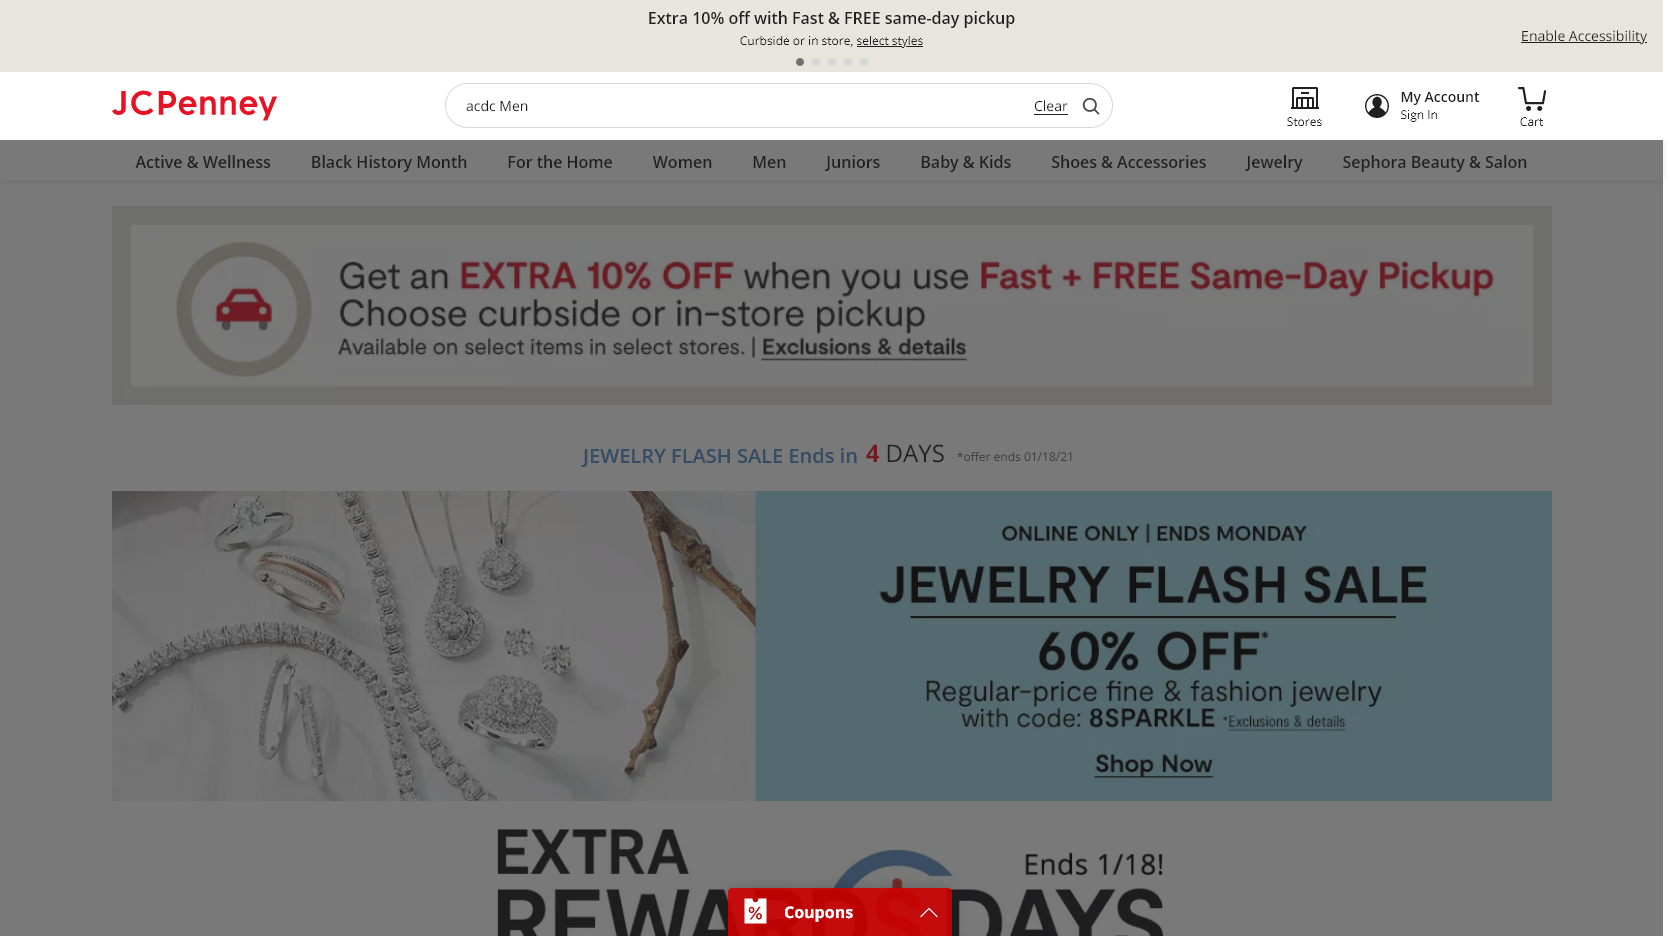 Extra 10% off with Fast & FREE same-day pickup
Curbside or in store, select styles
Enable Accessibility
JCPenney
acdc Men
Clear
Stores
My Account
Sign In
Cart
Active & Wellness
Black History Month
For the Home
Women
Men
Juniors
Baby & Kids
Shoes & Accessories
Jewelry
Sephora Beauty & Salon
Get an EXTRA 10% OFF when you use Fast + FREE Same-Day Pickup
Choose curbside or in-store pickup
Available on select items in select stores. | Exclusions & details
JEWELRY FLASH SALE Ends in 4 DAYS *offer ends 01/18/21
ONLINE ONLY | ENDS MONDAY
JEWELRY FLASH SALE
60% OFF*
Regular-price fine & fashion jewelry
with code: 8SPARKLE *Exclusions & details
Shop Now
EXTRA
Ends 1/18!
REWARDS DAYS
% Coupons